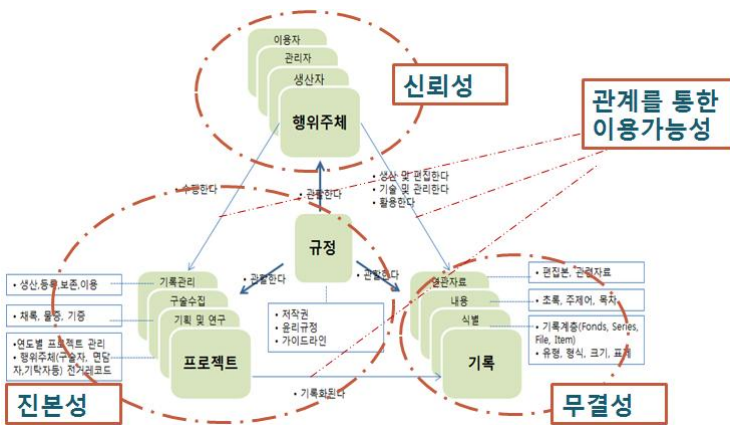 이용자
관리자
생산자
행위주체
신뢰성
관계를 통한
이용가능성
• 수행한다
• 관할한다
• 생산 및 편집한다
• 기술 및 관리한다
• 활용한다
규정
• 관할한다
• 관할한다
• 저작권
• 윤리규정
• 가이드라인
기록관리
구술수집
기획 및 연구
프로젝트
• 생산,등록,보존,이용
• 채록, 물증, 기증
•연도별 프로젝트 관리
• 행위주체(구술자, 면담
자,기탁자등) 전거레코드
진본성
• 기록화된다
연관자료
내용
식별
기록
• 편집본, 관련자료
• 초록, 주제어, 목차
• 기록계층(Fonds, Series,
File, Item)
• 유형, 형식, 크기, 표제
무결성